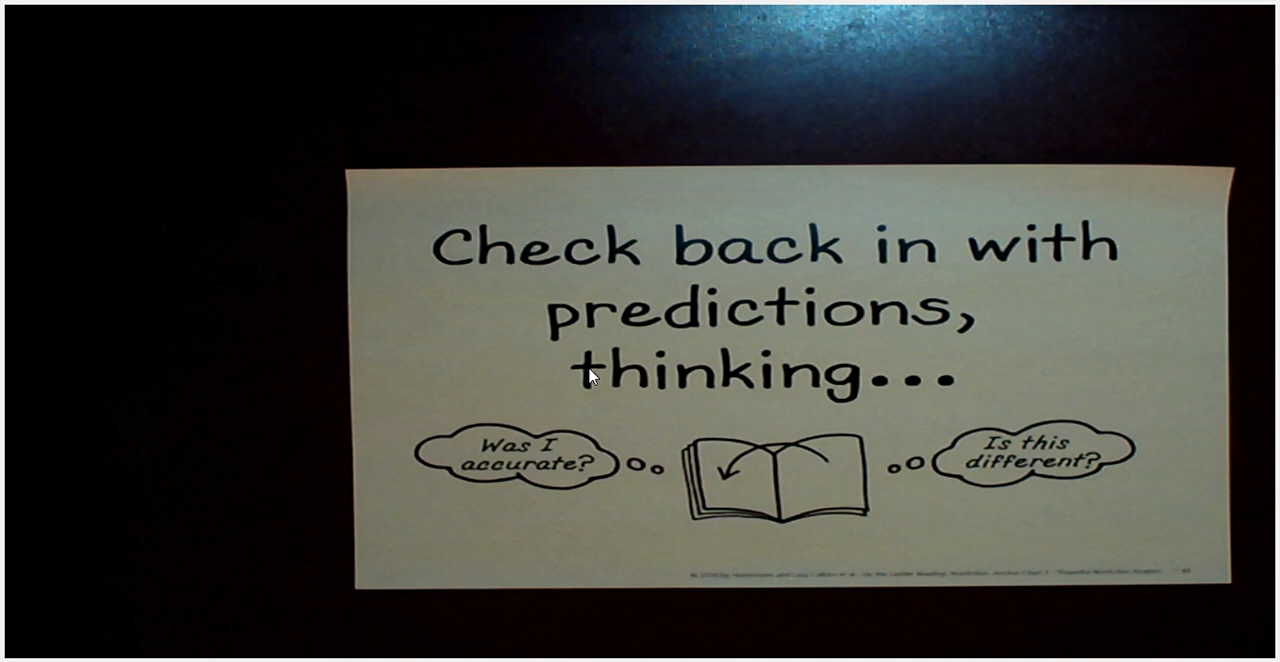 Check back in with
predictions,
thinking...
Was I
accurate?
Is this
different?